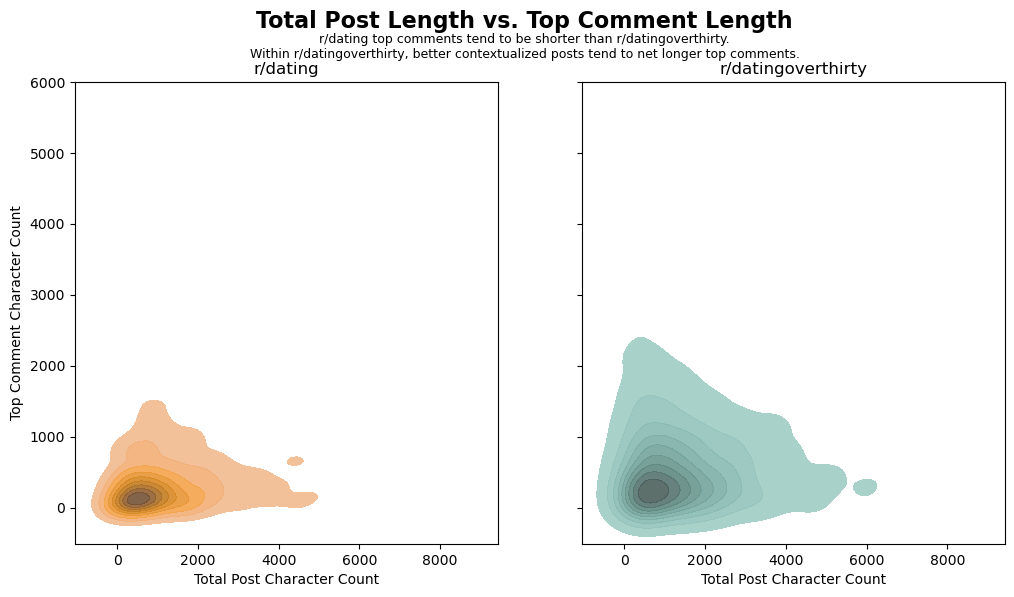 Total Post Length vs. Top Comment Length
r/dating top comments tend to be shorter than r/datingoverthirty.
Within r/datingoverthirty, better contextualized posts tend to net longer top comments.
r/dating
r/datingoverthirty
6000
5000
4000
3000
2000
1000
0
Top Comment Character Count
0 2000 4000 6000 8000
0 2000 4000 6000 8000
Total Post Character Count
Total Post Character Count